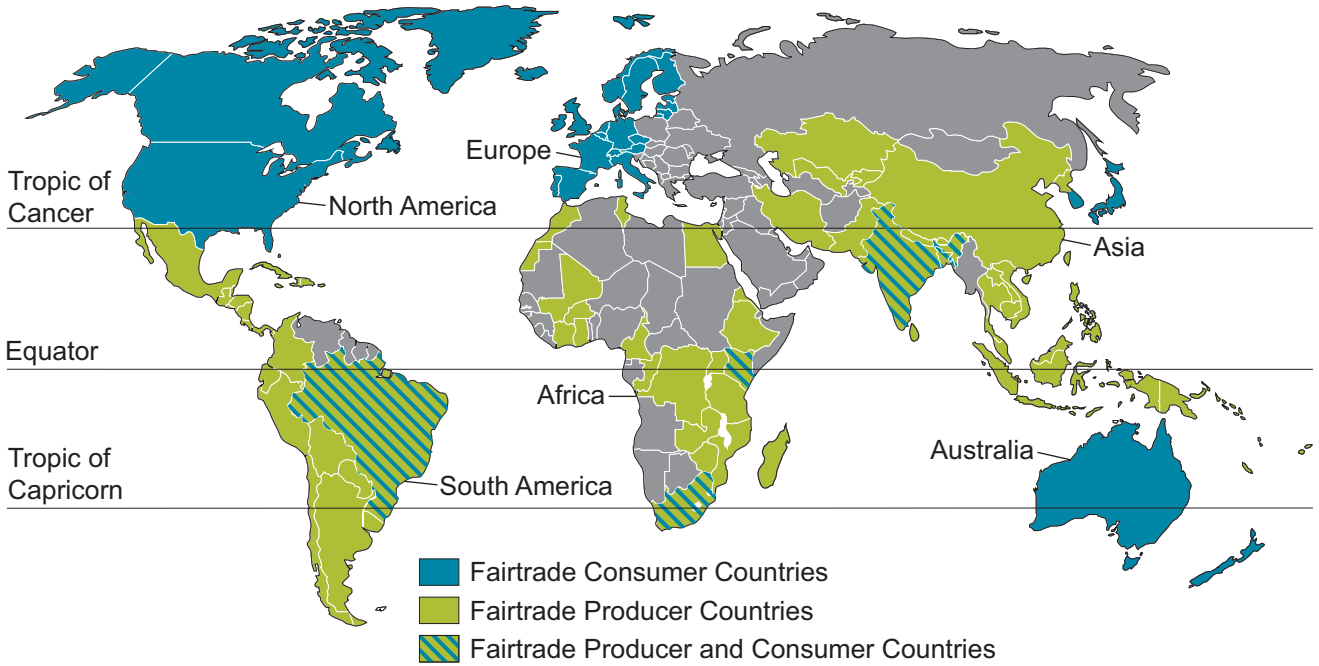 Europe
Tropic of
Cancer
North America
Asia
Equator
Africa
Australia
Tropic of
Capricorn
South America
Fairtrade Consumer Countries
Fairtrade Producer Countries
Fairtrade Producer and Consumer Countries